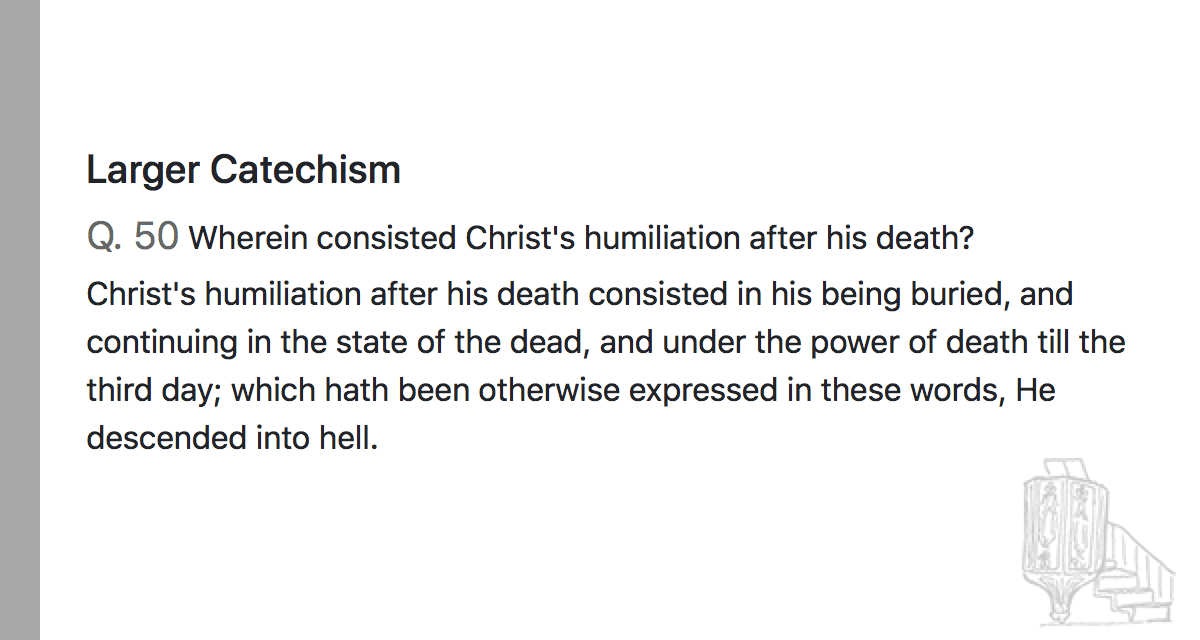 Larger Catechism
Q. 50 Wherein consisted Christ's humiliation after his death?
Christ's humiliation after his death consisted in his being buried, and
continuing in the state of the dead, and under the power of death till the
third day; which hath been otherwise expressed in these words, He
descended into hell.